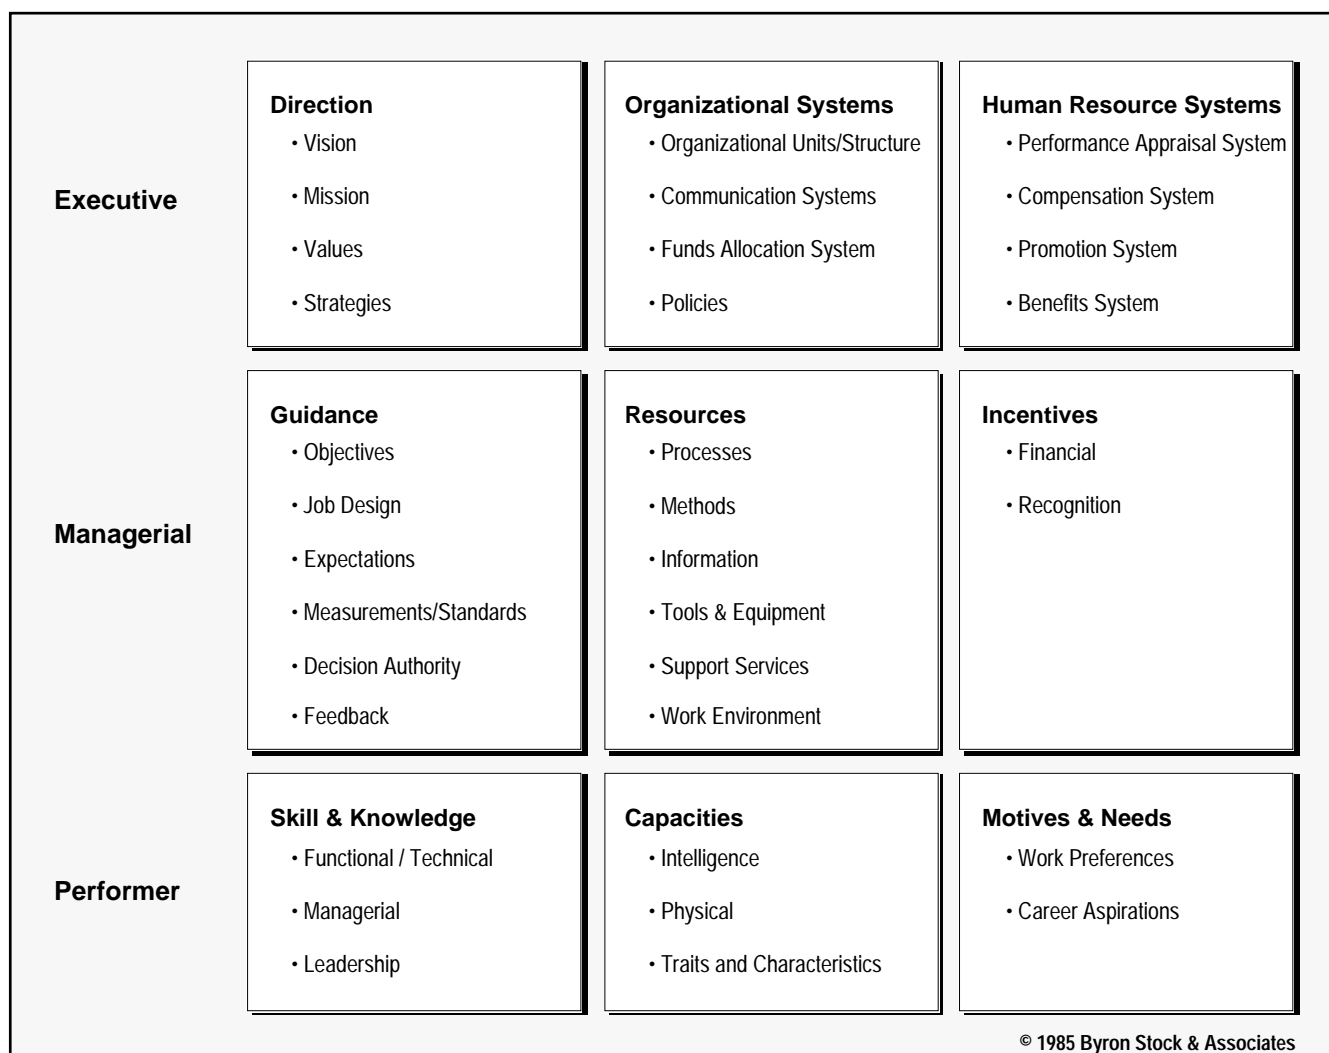 Executive
Direction
• Vision
• Mission
• Values
• Strategies
Organizational Systems
• Organizational Units/Structure
• Communication Systems
• Funds Allocation System
• Policies
Human Resource Systems
• Performance Appraisal System
• Compensation System
• Promotion System
• Benefits System
Managerial
Guidance
• Objectives
• Job Design
• Expectations
• Measurements/Standards
• Decision Authority
• Feedback
Resources
• Processes
• Methods
• Information
• Tools & Equipment
• Support Services
• Work Environment
Incentives
• Financial
• Recognition
Performer
Skill & Knowledge
• Functional / Technical
• Managerial
• Leadership
Capacities
• Intelligence
• Physical
• Traits and Characteristics
Motives & Needs
• Work Preferences
• Career Aspirations
© 1985 Byron Stock & Associates